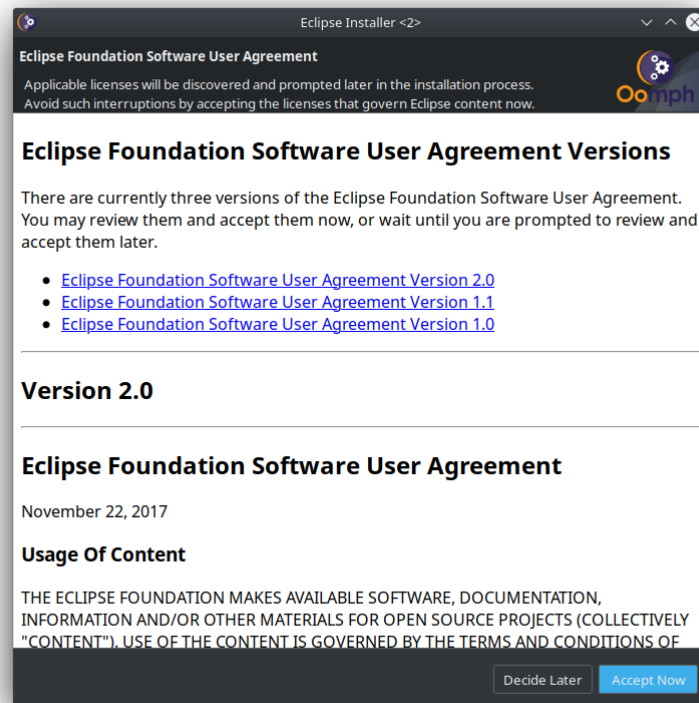 Eclipse Installer <2>
Eclipse Foundation Software User Agreement
Applicable licenses will be discovered and prompted later in the installation process.
Avoid such interruptions by accepting the licenses that govern Eclipse content now.
Oomph
Eclipse Foundation Software User Agreement Versions
There are currently three versions of the Eclipse Foundation Software User Agreement.
You may review them and accept them now, or wait until you are prompted to review and
accept them later.
Eclipse Foundation Software User Agreement Version 2.0
Eclipse Foundation Software User Agreement Version 1.1
Eclipse Foundation Software User Agreement Version 1.0
Version 2.0
Eclipse Foundation Software User Agreement
November 22, 2017
Usage Of Content
THE ECLIPSE FOUNDATION MAKES AVAILABLE SOFTWARE, DOCUMENTATION,
INFORMATION AND/OR OTHER MATERIALS FOR OPEN SOURCE PROJECTS (COLLECTIVELY
"CONTENT"). USE OF THE CONTENT IS GOVERNED BY THE TERMS AND CONDITIONS OF
Decide Later
Accept Now